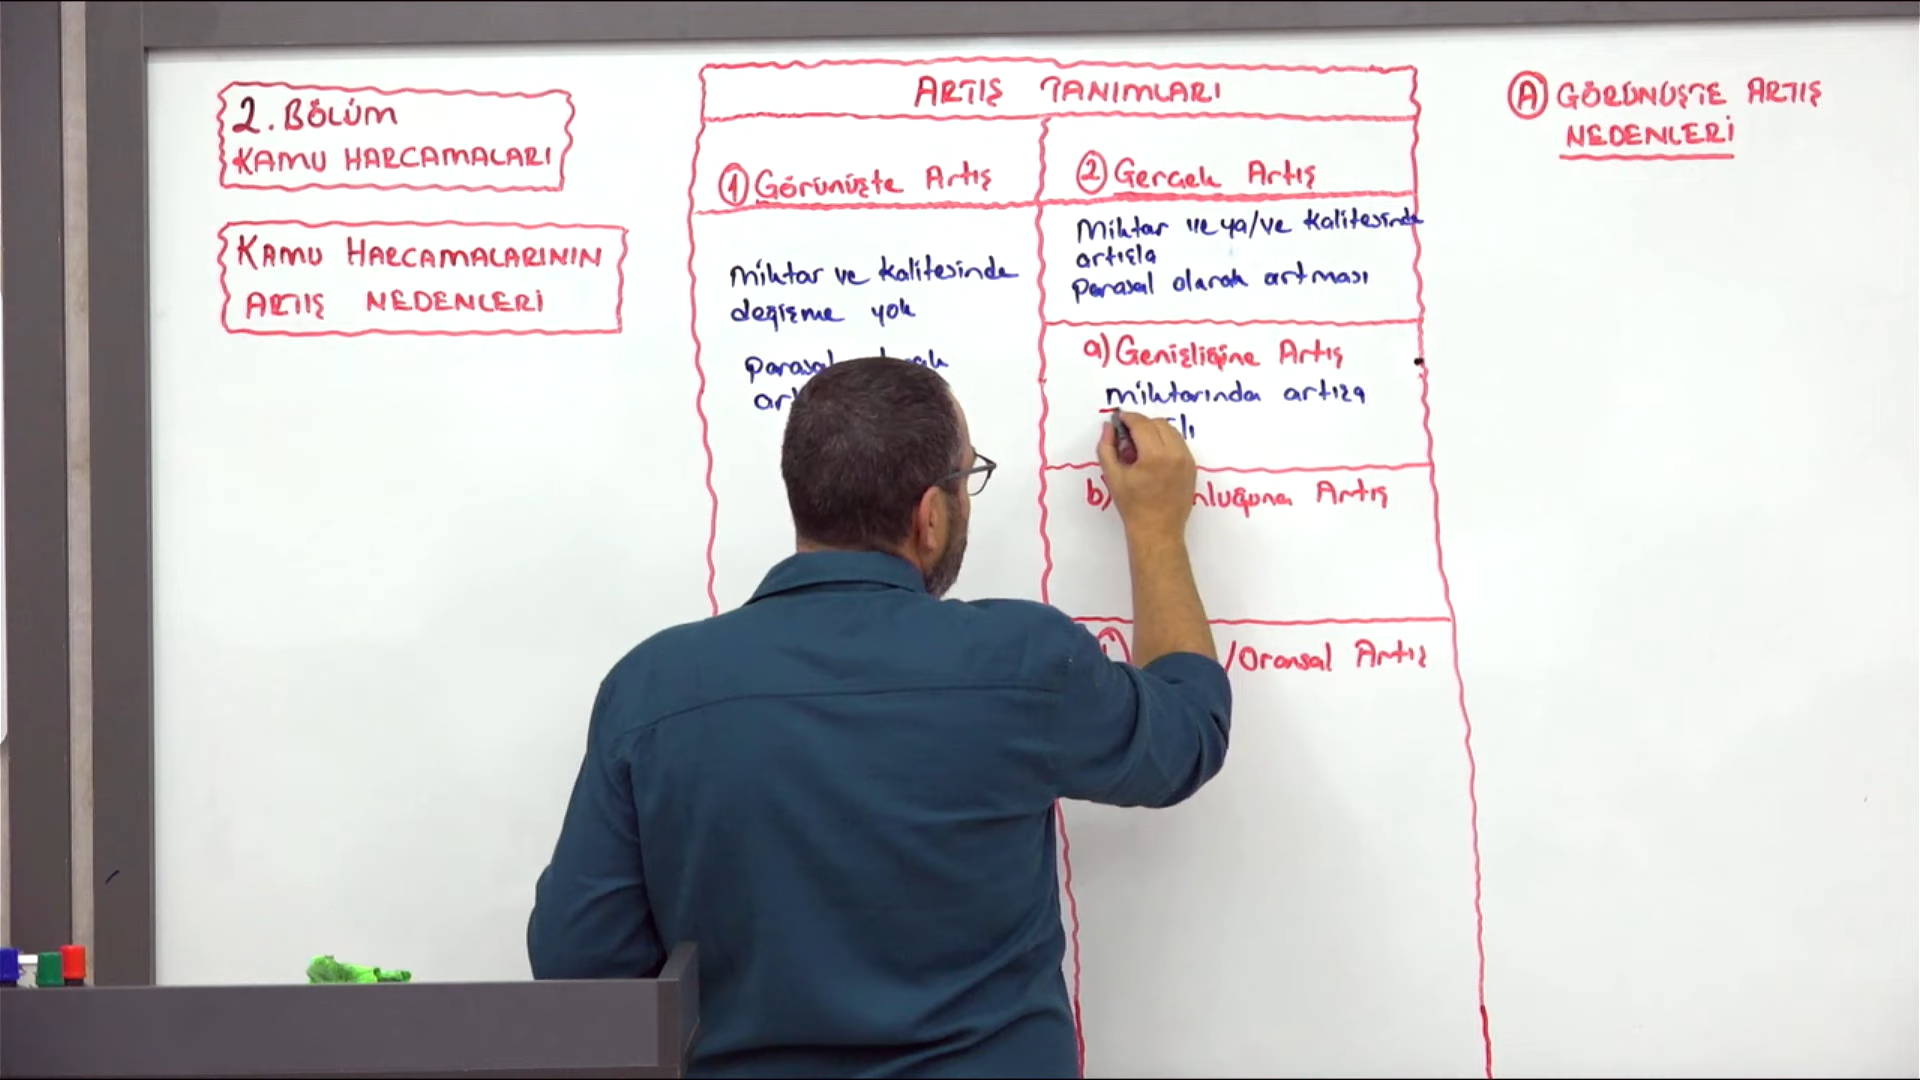 2. BÖLÜM
KAMU HARCAMALARI
KAMU HARCAMALARININ
ARTIŞ NEDENLERİ
ARTIŞ TANIMLARI
1 Görünüşte Artış
Miktar ve kalitesinde
değişme yok
2 Gerçek Artış
Miktar veya/ve kalitesinde
artışla
parasal olarak artması
a) Genişliğine Artış
miktarında artışa
b) Artış
/Oransal Artış
A GÖRÜNÜŞTE ARTIŞ
NEDENLERİ